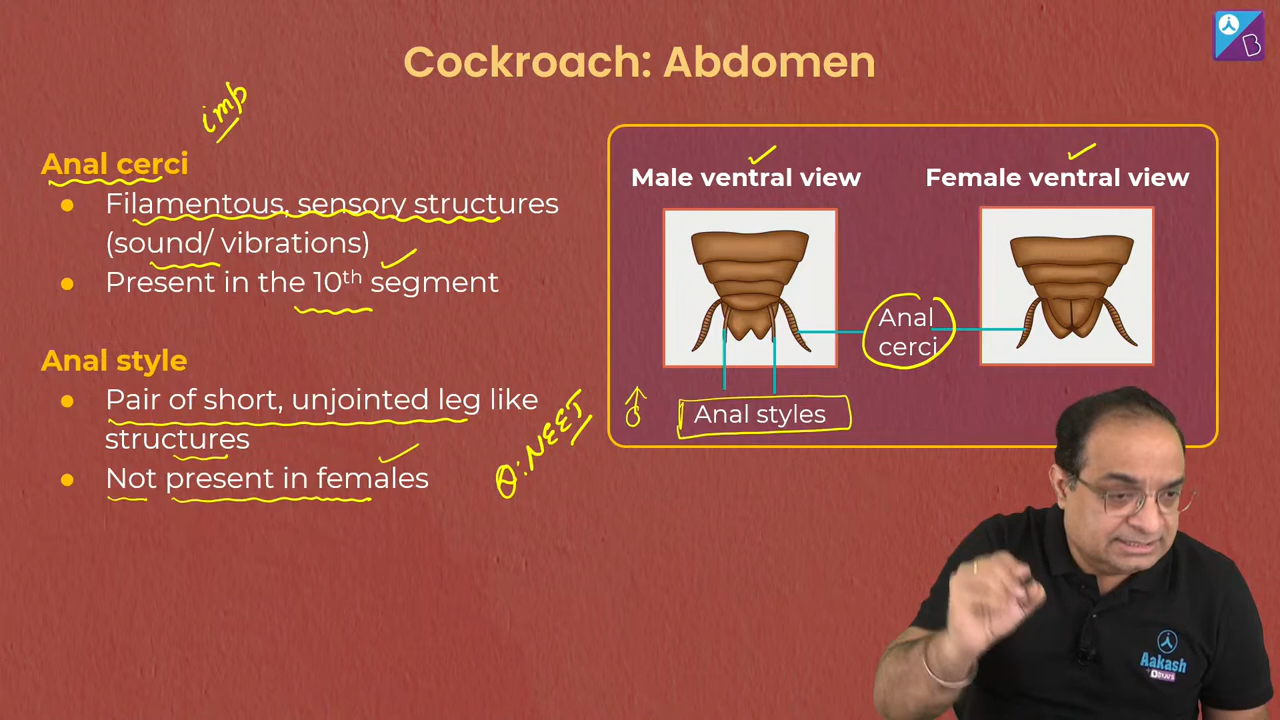 Cockroach: Abdomen
imp
Anal cerci
● Filamentous, sensory structures
(sound/ vibrations)
● Present in the 10th segment
Anal style
● Pair of short, unjointed leg like
structures
● Not present in females
Q: NEET
Male ventral view
Female ventral view
Anal
cerci
♂
Anal styles
B
Aakash